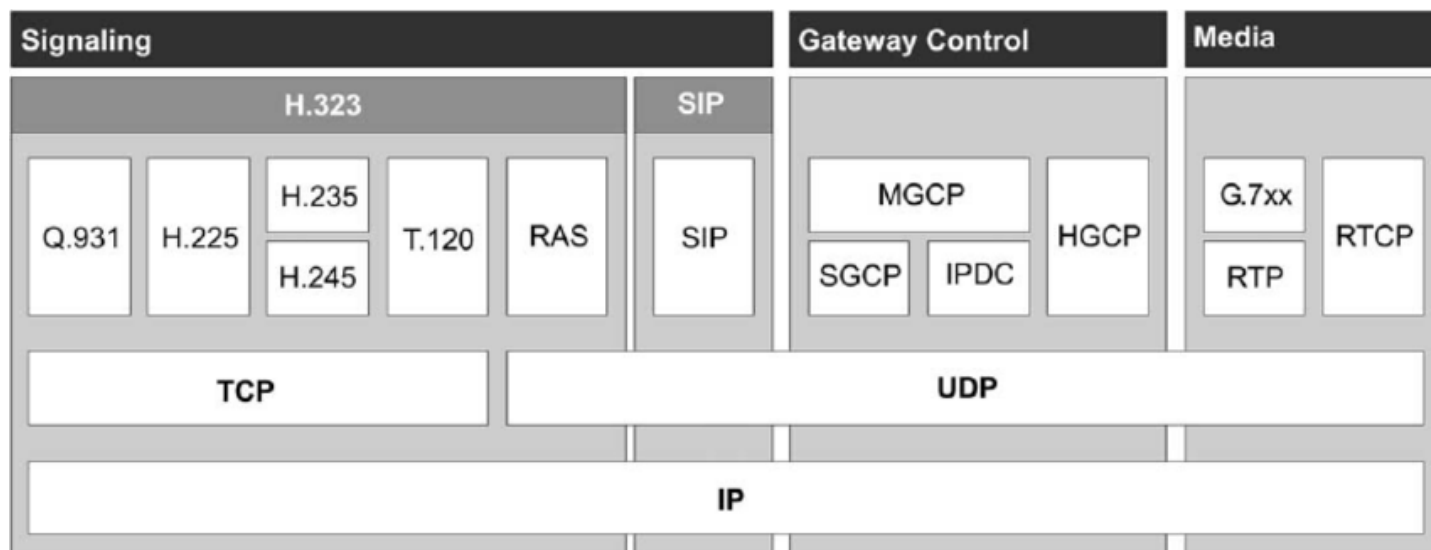 Signaling
Gateway Control
Media
H.323
SIP
Q.931
H.225
H.235
H.245
T.120
RAS
SIP
MGCP
SGCP
IPDC
HGCP
G.7xx
RTP
RTCP
TCP
UDP
IP